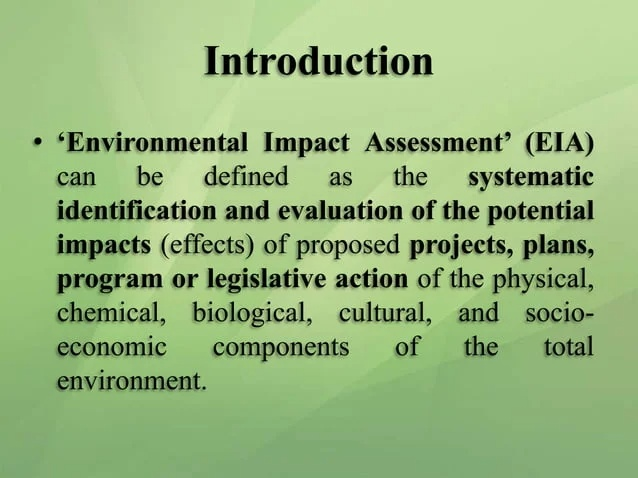 Introduction
• ‘Environmental Impact Assessment’ (EIA)
can be defined as the systematic
identification and evaluation of the potential
impacts (effects) of proposed projects, plans,
program or legislative action of the physical,
chemical, biological, cultural, and socio-
economic components of the total
environment.